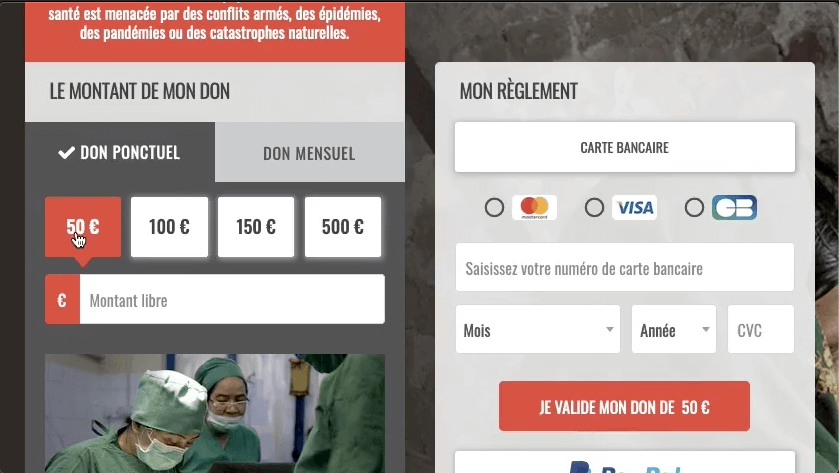 santé est menacée par des conflits armés, des épidémies,
des pandémies ou des catastrophes naturelles.
LE MONTANT DE MON DON
DON PONCTUEL
DON MENSUEL
50 €
100 €
150 €
500 €
€
Montant libre
MON RÈGLEMENT
CARTE BANCAIRE
mastercard
VISA
CB
Saisissez votre numéro de carte bancaire
Mois
Année
CVC
JE VALIDE MON DON DE 50 €